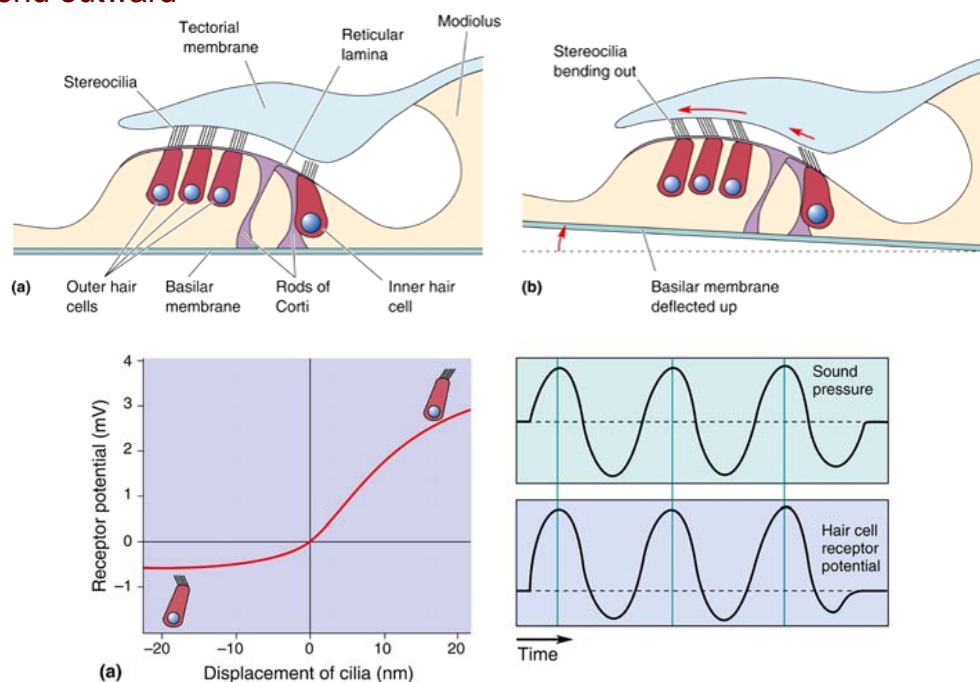 Tectorial
membrane
Reticular
lamina
Modiolus
Stereocilia
(a)
Outer hair
cells
Basilar
membrane
Rods of
Corti
Inner hair
cell
Stereocilia
bending out
(b)
Basilar membrane
deflected up
Receptor potential (mV)
4
3
2
1
0
−1
−20
−10
0
10
20
(a)
Displacement of cilia (nm)
Sound
pressure
Hair cell
receptor
potential
Time